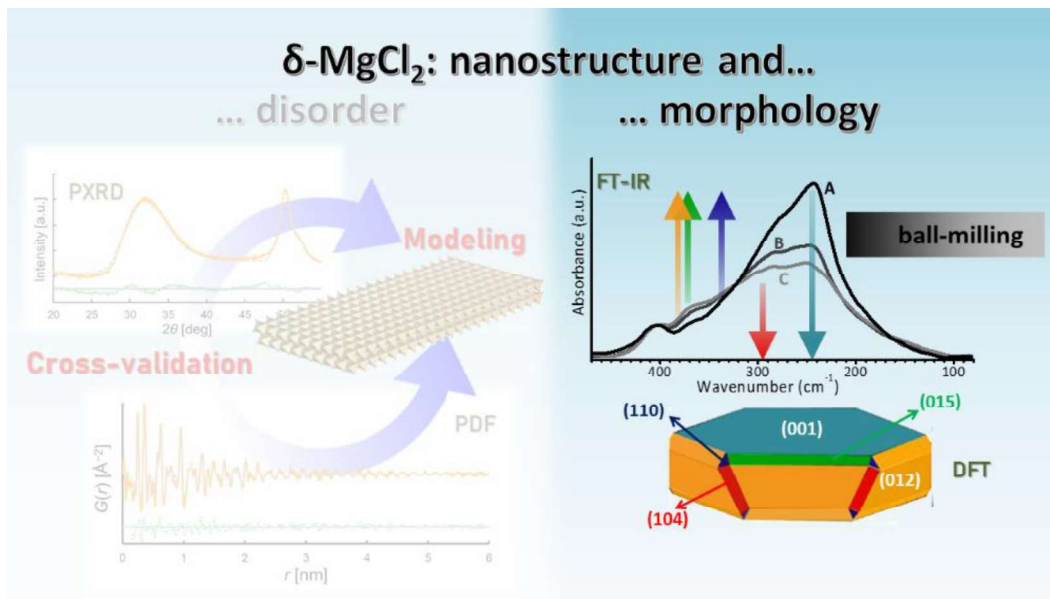 δ-MgCl₂: nanostructure and...
... disorder
... morphology
PXRD
Intensity [a.u.]
20 25 30 35 40 45
2θ [deg]
Modeling
Cross-validation
PDF
G(r) [Å⁻²]
0 1 2 3 4 5 6
r [nm]
FT-IR
A
B
C
Absorbance (a.u.)
400 300 200 100
Wavenumber (cm⁻¹)
ball-milling
(110)
(001)
(015)
(012)
(104)
DFT